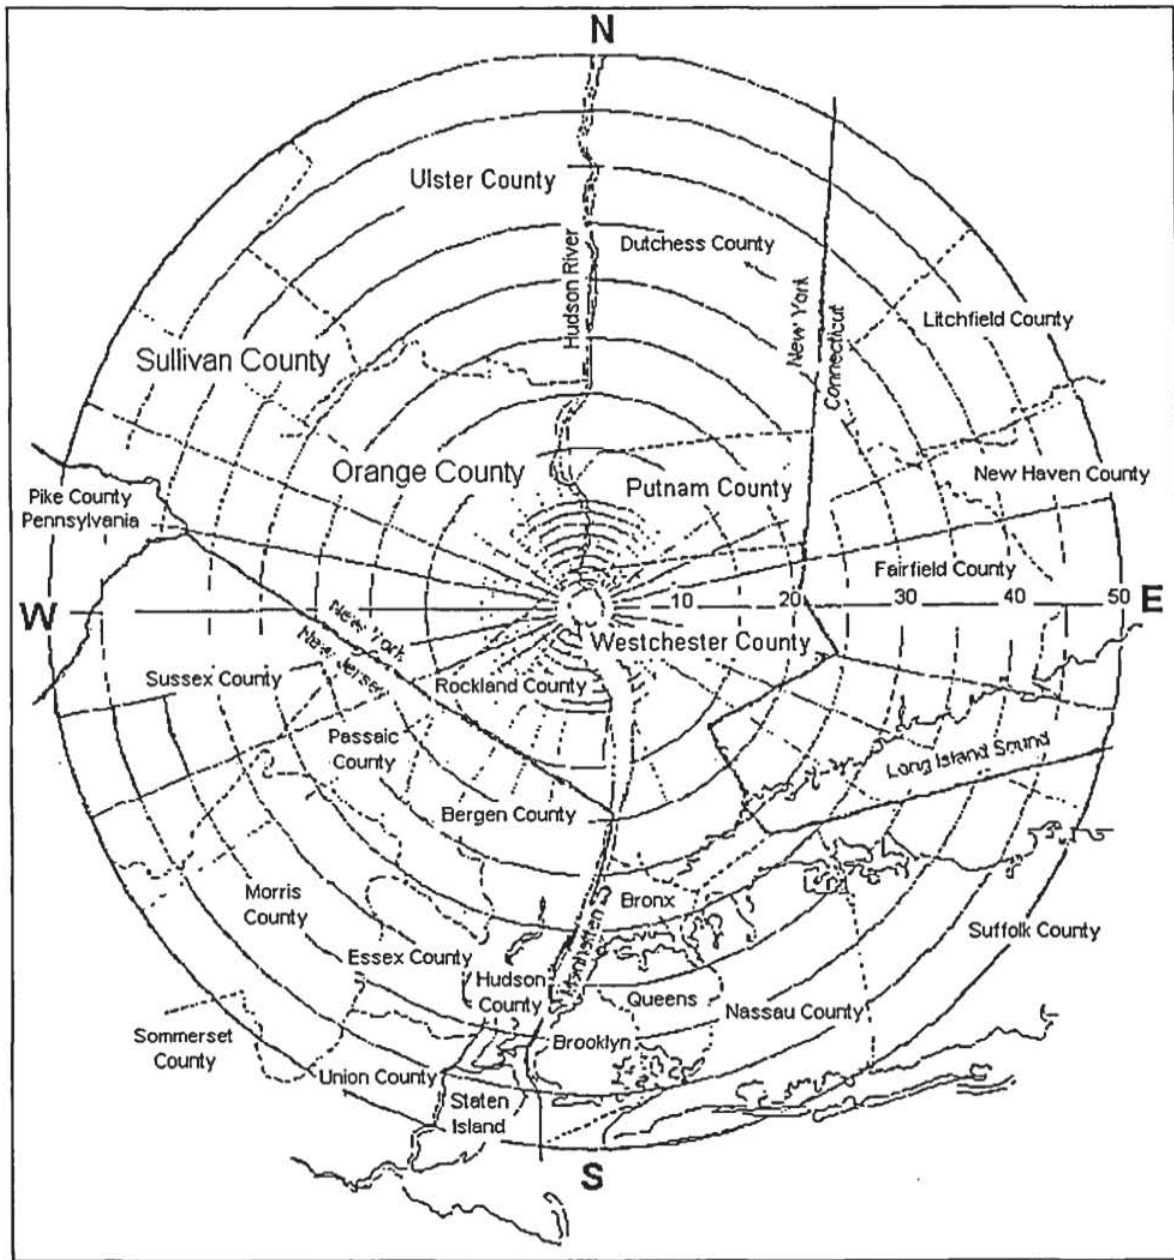 N
Ulster County
Dutchess County
Hudson River
New York
Connecticut
Litchfield County
Sullivan County
Orange County
Putnam County
New Haven County
Pike County
Pennsylvania
Fairfield County
W
10
20
30
40
50
E
New York
New Jersey
Westchester County
Sussex County
Rockland County
Passaic
County
Long Island Sound
Bergen County
Morris
County
Bronx
Manhatten
Essex County
Suffolk County
Hudson
County
Queens
Nassau County
Sommerset
County
Brooklyn
Union County
Staten
Island
S